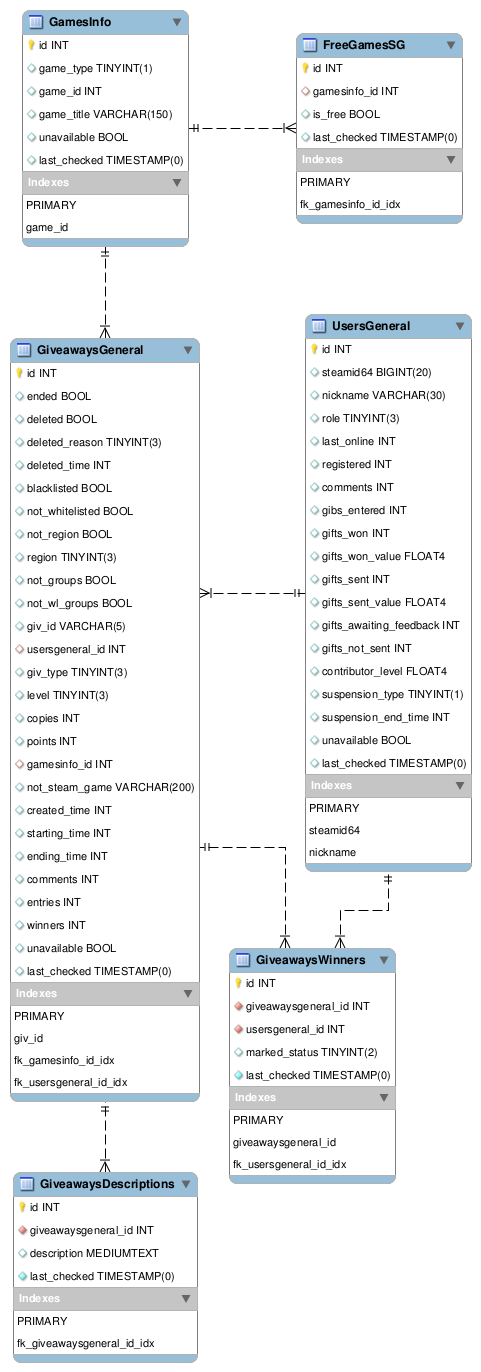 GamesInfo
id INT
game_type TINYINT(1)
game_id INT
game_title VARCHAR(150)
unavailable BOOL
last_checked TIMESTAMP(0)
Indexes
PRIMARY
game_id
FreeGamesSG
id INT
gamesinfo_id INT
is_free BOOL
last_checked TIMESTAMP(0)
Indexes
PRIMARY
fk_gamesinfo_id_idx
GiveawaysGeneral
id INT
ended BOOL
deleted BOOL
deleted_reason TINYINT(3)
deleted_time INT
blacklisted BOOL
not_whitelisted BOOL
not_region BOOL
region TINYINT(3)
not_groups BOOL
not_wl_groups BOOL
giv_id VARCHAR(5)
usersgeneral_id INT
giv_type TINYINT(3)
level TINYINT(3)
copies INT
points INT
gamesinfo_id INT
not_steam_game VARCHAR(200)
created_time INT
starting_time INT
ending_time INT
comments INT
entries INT
winners INT
unavailable BOOL
last_checked TIMESTAMP(0)
Indexes
PRIMARY
giv_id
fk_gamesinfo_id_idx
fk_usersgeneral_id_idx
UsersGeneral
id INT
steamid64 BIGINT(20)
nickname VARCHAR(30)
role TINYINT(3)
last_online INT
registered INT
comments INT
gibs_entered INT
gifts_won INT
gifts_won_value FLOAT4
gifts_sent INT
gifts_sent_value FLOAT4
gifts_awaiting_feedback INT
gifts_not_sent INT
contributor_level FLOAT4
suspension_type TINYINT(1)
suspension_end_time INT
unavailable BOOL
last_checked TIMESTAMP(0)
Indexes
PRIMARY
steamid64
nickname
GiveawaysWinners
id INT
giveawaysgeneral_id INT
usersgeneral_id INT
marked_status TINYINT(2)
last_checked TIMESTAMP(0)
Indexes
PRIMARY
giveawaysgeneral_id
fk_usersgeneral_id_idx
GiveawaysDescriptions
id INT
giveawaysgeneral_id INT
description MEDIUMTEXT
last_checked TIMESTAMP(0)
Indexes
PRIMARY
fk_giveawaysgeneral_id_idx